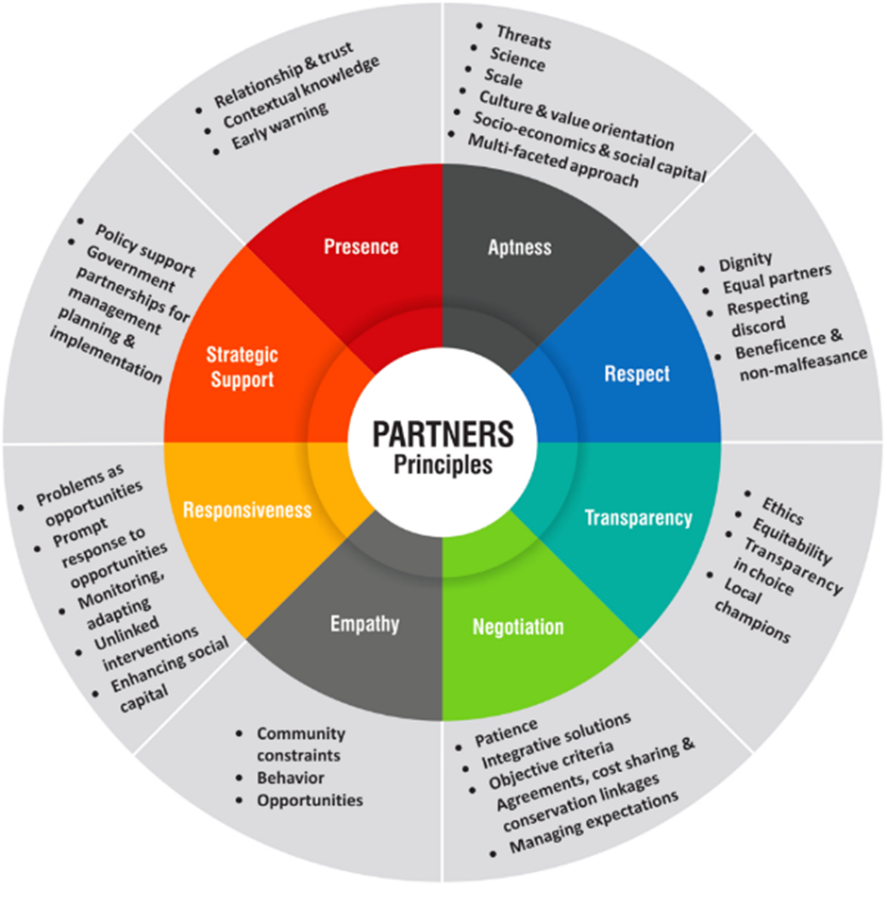 PARTNERS
Principles
Presence
• Relationship & trust
• Contextual knowledge
• Early warning
Aptness
• Threats
• Science
• Scale
• Culture & value orientation
• Socio-economics & social capital
• Multi-faceted approach
Respect
• Dignity
• Equal partners
• Respecting
discord
• Beneficence &
non-malfeasance
Transparency
• Ethics
• Equitability
• Transparency
in choice
• Local
champions
Negotiation
• Patience
• Integrative solutions
• Objective criteria
Agreements, cost sharing &
conservation linkages
• Managing expectations
Empathy
• Community
constraints
• Behavior
• Opportunities
Responsiveness
• Problems as
opportunities
• Prompt
response to
opportunities
• Monitoring,
adapting
• Unlinked
interventions
• Enhancing social
capital
Strategic
Support
• Policy support
• Government
partnerships for
management
planning &
implementation